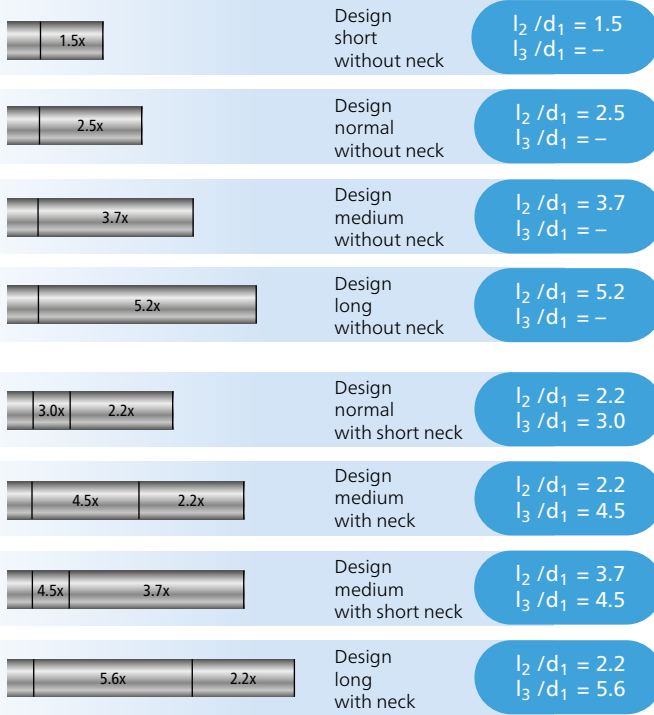 1.5x
Design
short
without neck
l₂ /d₁ = 1.5
l₃ /d₁ = –
2.5x
Design
normal
without neck
l₂ /d₁ = 2.5
l₃ /d₁ = –
3.7x
Design
medium
without neck
l₂ /d₁ = 3.7
l₃ /d₁ = –
5.2x
Design
long
without neck
l₂ /d₁ = 5.2
l₃ /d₁ = –
3.0x 2.2x
Design
normal
with short neck
l₂ /d₁ = 2.2
l₃ /d₁ = 3.0
4.5x 2.2x
Design
medium
with neck
l₂ /d₁ = 2.2
l₃ /d₁ = 4.5
4.5x 3.7x
Design
medium
with short neck
l₂ /d₁ = 3.7
l₃ /d₁ = 4.5
5.6x 2.2x
Design
long
with neck
l₂ /d₁ = 2.2
l₃ /d₁ = 5.6